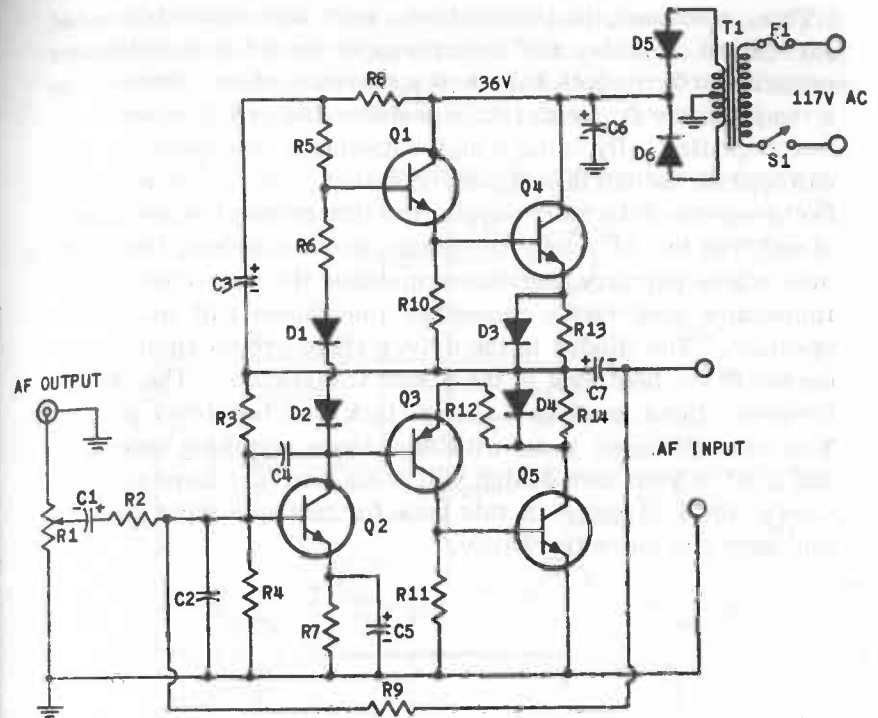 T1 F1
D5
R8 36V
117V AC
C6
Q1
R5 D6 S1
Q4
R6
C3
R10
D1 D3 R13
AF OUTPUT C7
D2 Q3
R3 R12 D4
R14
C4 AF INPUT
Q5
C1 R2
Q2
R1
C2 R4 R11
R7 C5
R9